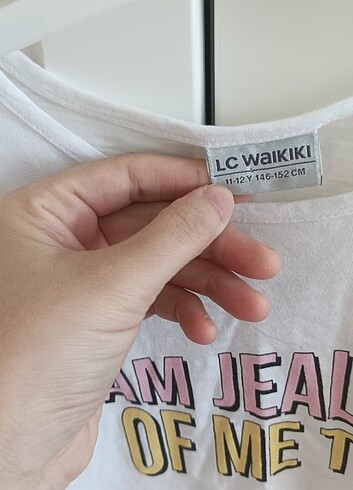 LC WAIKIKI
11-12 Y 146-152 CM
AM JEAL
OF ME T